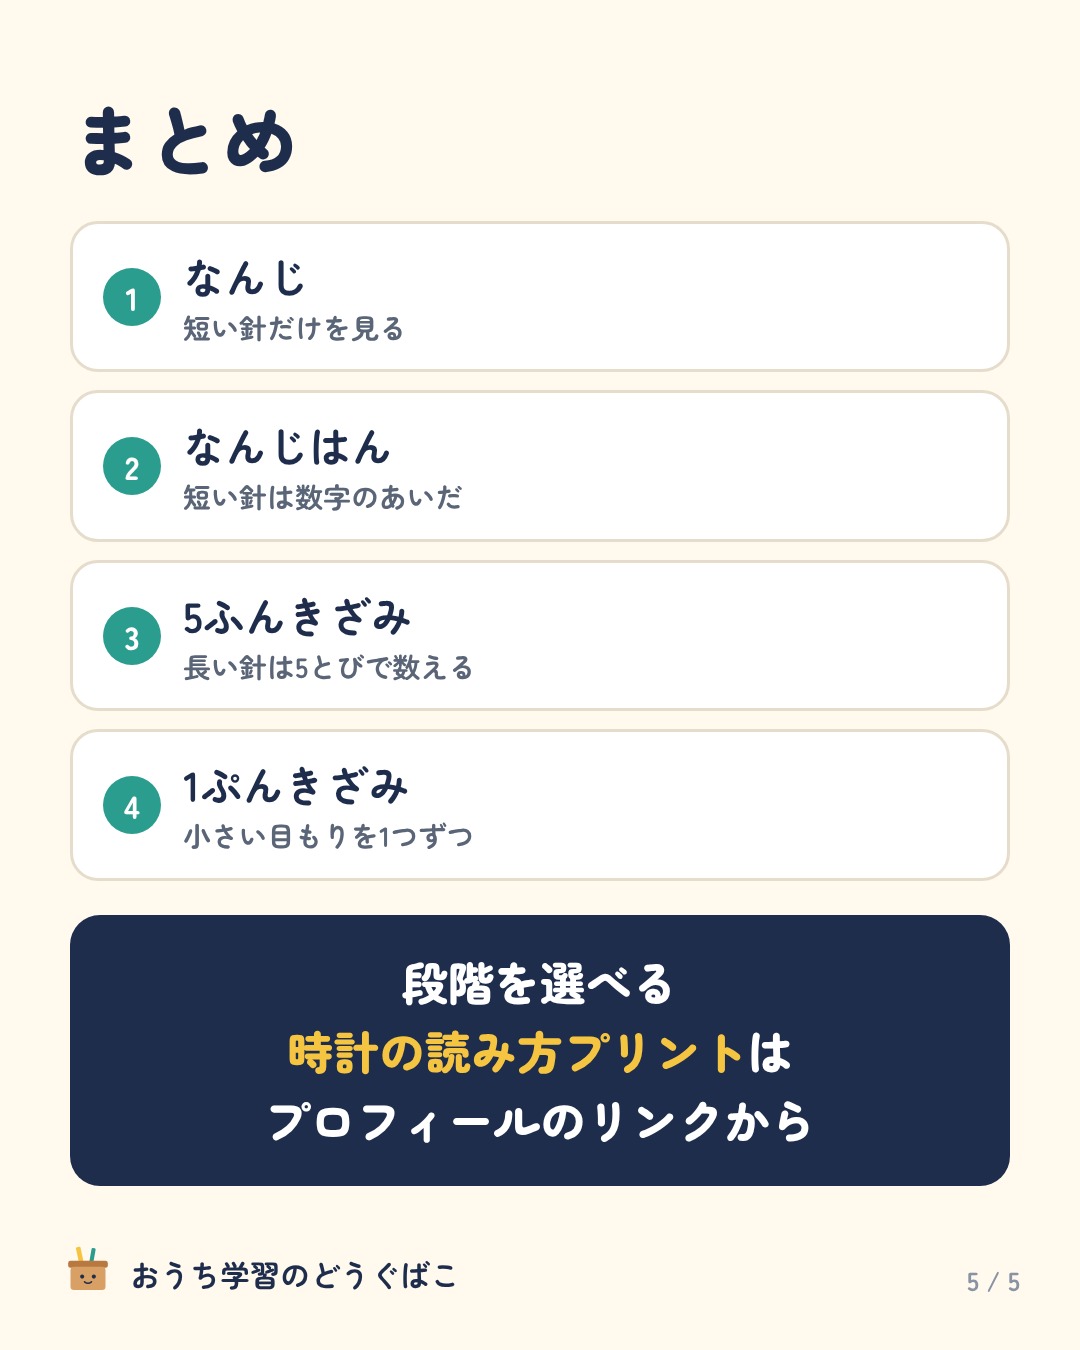 まとめ
1
なんじ
短い針だけを見る
2
なんじはん
短い針は数字のあいだ
3
5ふんきざみ
長い針は5とびで数える
4
1ぷんきざみ
小さい目もりを1つずつ
段階を選べる
時計の読み方プリントは
プロフィールのリンクから
おうち学習のどうぐばこ
5 / 5